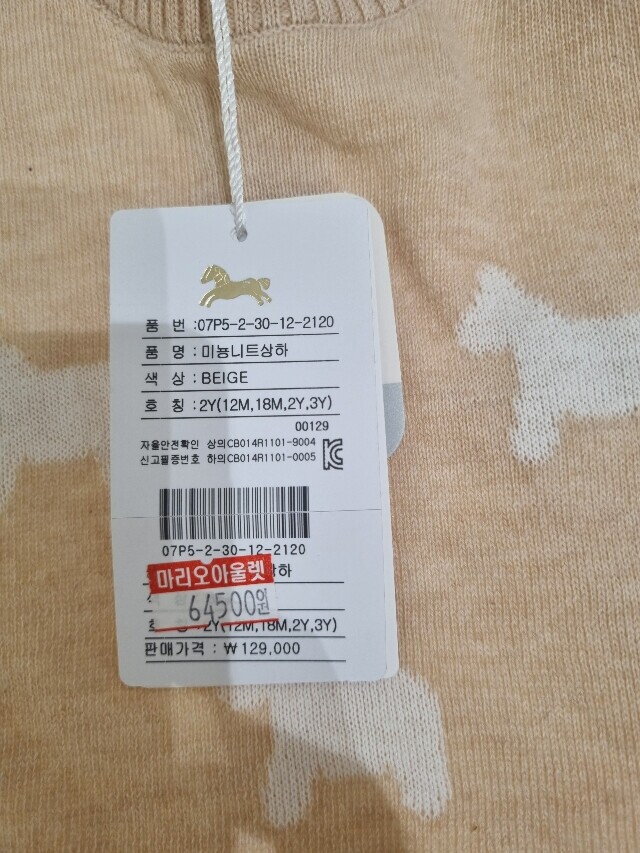 품 번 :07P5-2-30-12-2120
품 명 :미뇽니트상하
색 상 :BEIGE
호 칭 :2Y(12M,18M,2Y,3Y)
00129
자율안전확인 상의CB014R1101-9004
신고필증번호 하의CB014R1101-0005
07P5-2-30-12-2120
마리오아울렛
상하
64500원
2Y(12M,18M,2Y,3Y)
판매가격 : ₩129,000